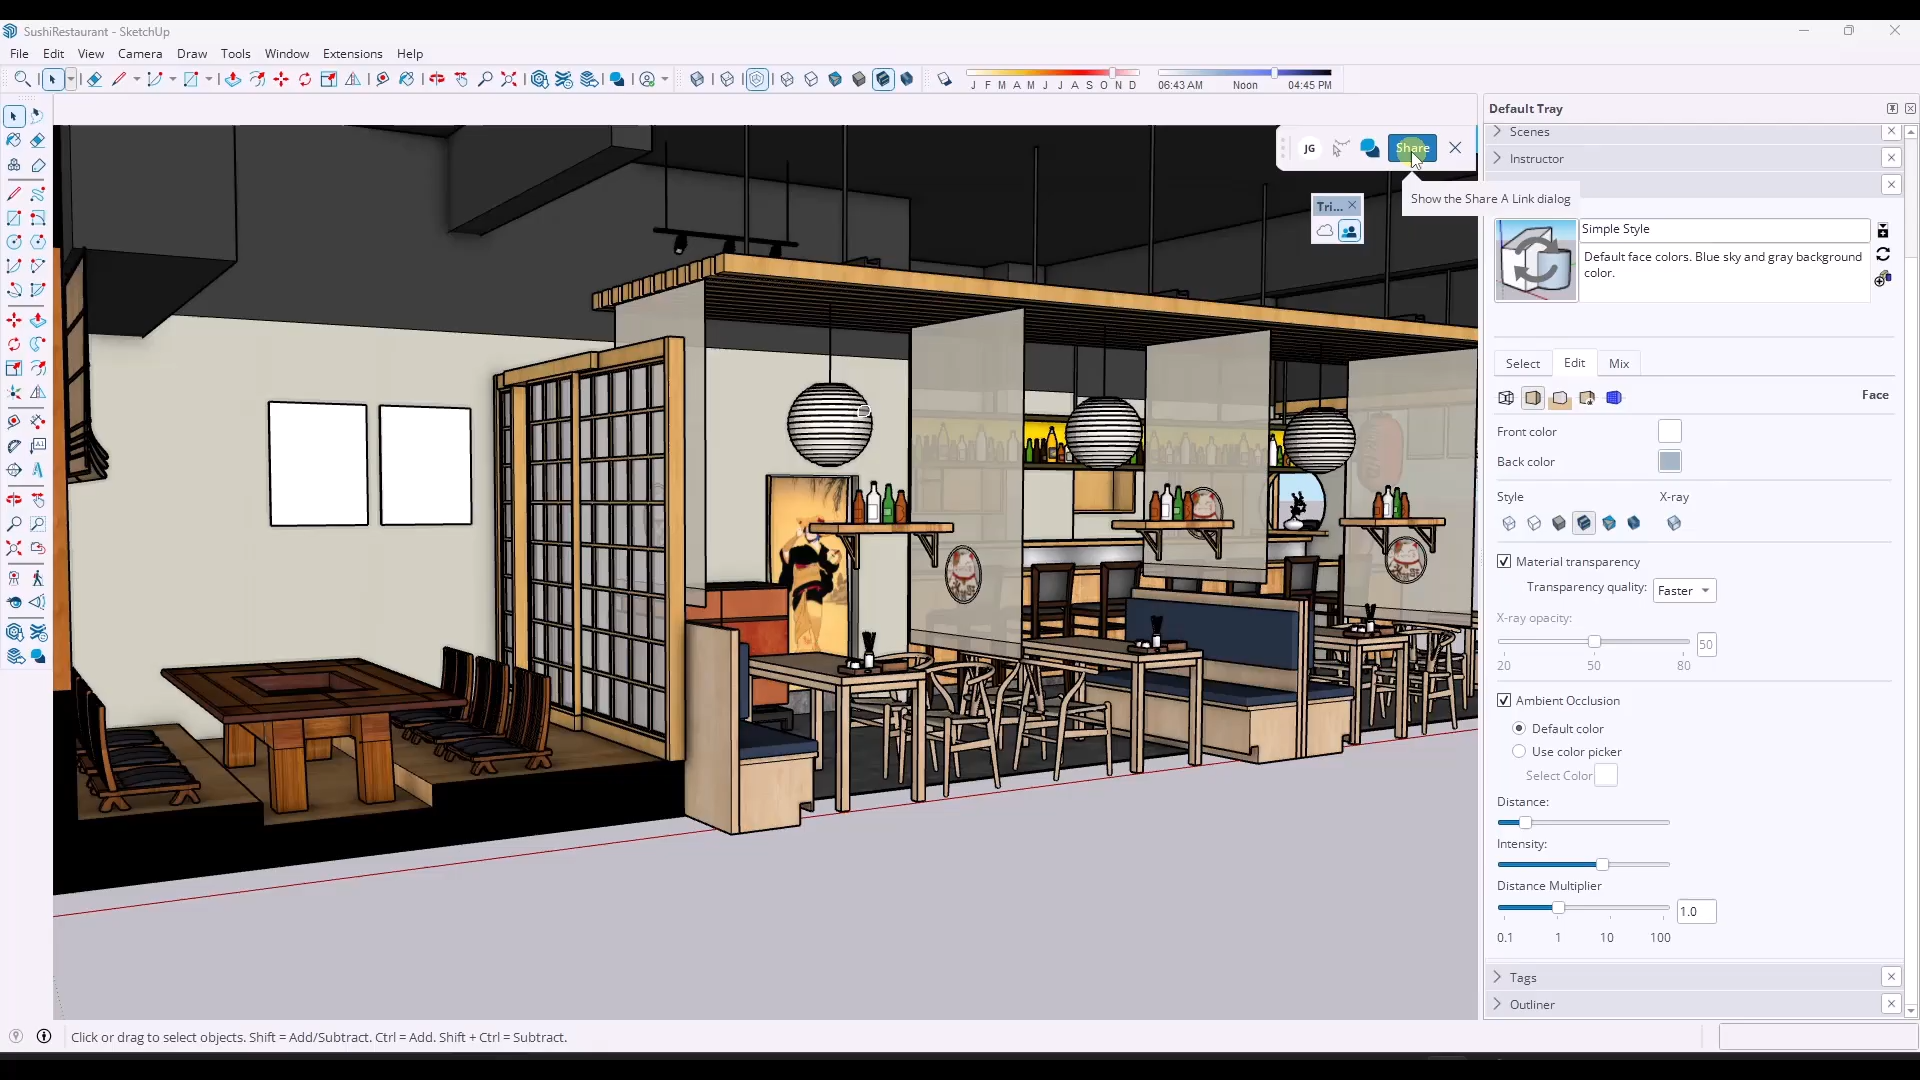 SushiRestaurant - SketchUp
File Edit View Camera Draw Tools Window Extensions Help
J F M A M J J A S O N D
06:43 AM Noon 04:45 PM
Default Tray
Scenes
Instructor
JG Share
Show the Share A Link dialog
Tri...
Simple Style
Default face colors. Blue sky and gray background
color.
Select Edit Mix
Face
Front color
Back color
Style X-ray
Material transparency
Transparency quality: Faster
X-ray opacity:
50
20 50 80
Ambient Occlusion
Default color
Use color picker
Select Color
Distance:
Intensity:
Distance Multiplier
1.0
0.1 1 10 100
Tags
Outliner
Click or drag to select objects. Shift = Add/Subtract. Ctrl = Add. Shift + Ctrl = Subtract.